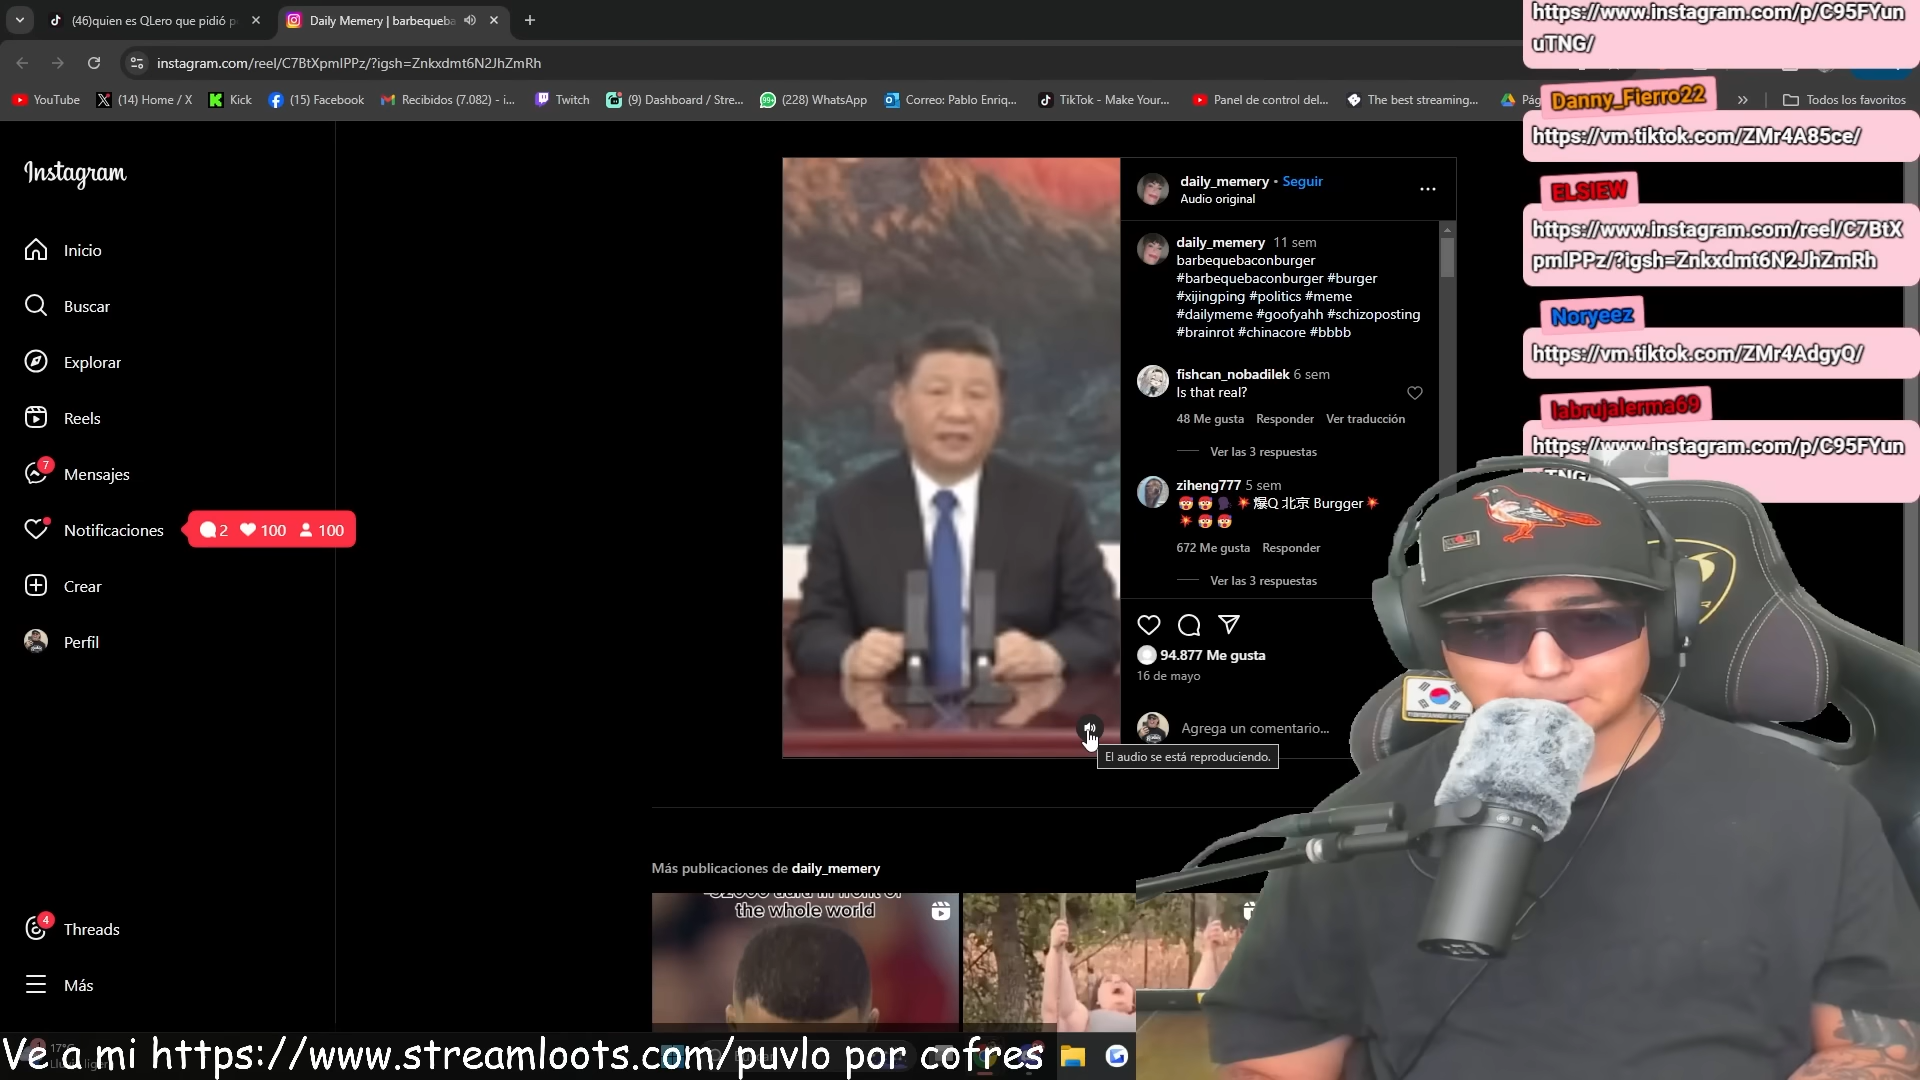 (46)quien es QLero que pidió p
Daily Memery | barbequeba
instagram.com/reel/C7BtXpmIPPz/?igsh=Znkxdmt6N2JhZmRh
YouTube
(14) Home / X
Kick
(15) Facebook
Recibidos (7.082) - i...
Twitch
(9) Dashboard / Stre...
(228) WhatsApp
Correo: Pablo Enriq...
TikTok - Make Your...
Panel de control del...
The best streaming...
Pág
Todos los favoritos
Instagram
Inicio
Buscar
Explorar
Reels
7
Mensajes
Notificaciones
2 100 100
Crear
Perfil
4
Threads
Más
daily_memery • Seguir
Audio original
daily_memery 11 sem
barbequebaconburger
#barbequebaconburger #burger
#xijingping #politics #meme
#dailymeme #goofyahh #schizoposting
#brainrot #chinacore #bbbb
fishcan_nobadilek 6 sem
Is that real?
48 Me gusta Responder Ver traducción
Ver las 3 respuestas
ziheng777 5 sem
爆Q 北京 Burgger
672 Me gusta Responder
Ver las 3 respuestas
94.877 Me gusta
16 de mayo
Agrega un comentario...
El audio se está reproduciendo.
Más publicaciones de daily_memery
the whole world
https://www.instagram.com/p/C95FYun
uTNG/
Danny_Fierro22
https://vm.tiktok.com/ZMr4A85ce/
ELSIEW
https://www.instagram.com/reel/C7BtX
pmIPPz/?igsh=Znkxdmt6N2JhZmRh
Noryeez
https://vm.tiktok.com/ZMr4AdgyQ/
labrujalerma69
https://www.instagram.com/p/C95FYun
Ve a mi https://www.streamloots.com/puvlo por cofres